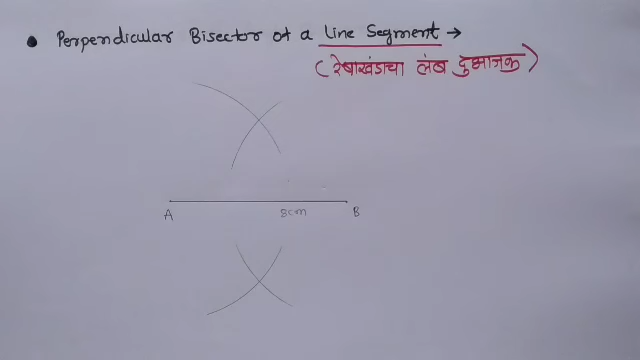 • Perpendicular Bisector of a Line Segment →
(रेषाखंडाचा लंब दुभाजक)
A 8cm B